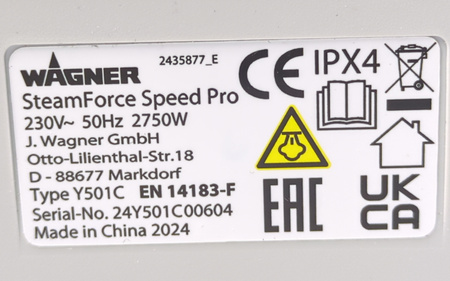 WAGNER
2435877_E
CE IPX4
SteamForce Speed Pro
230V~ 50Hz 2750W
J. Wagner GmbH
Otto-Lilienthal-Str.18
D - 88677 Markdorf
Type Y501C EN 14183-F
Serial-No. 24Y501C00604
Made in China 2024
EAC
UK
CA